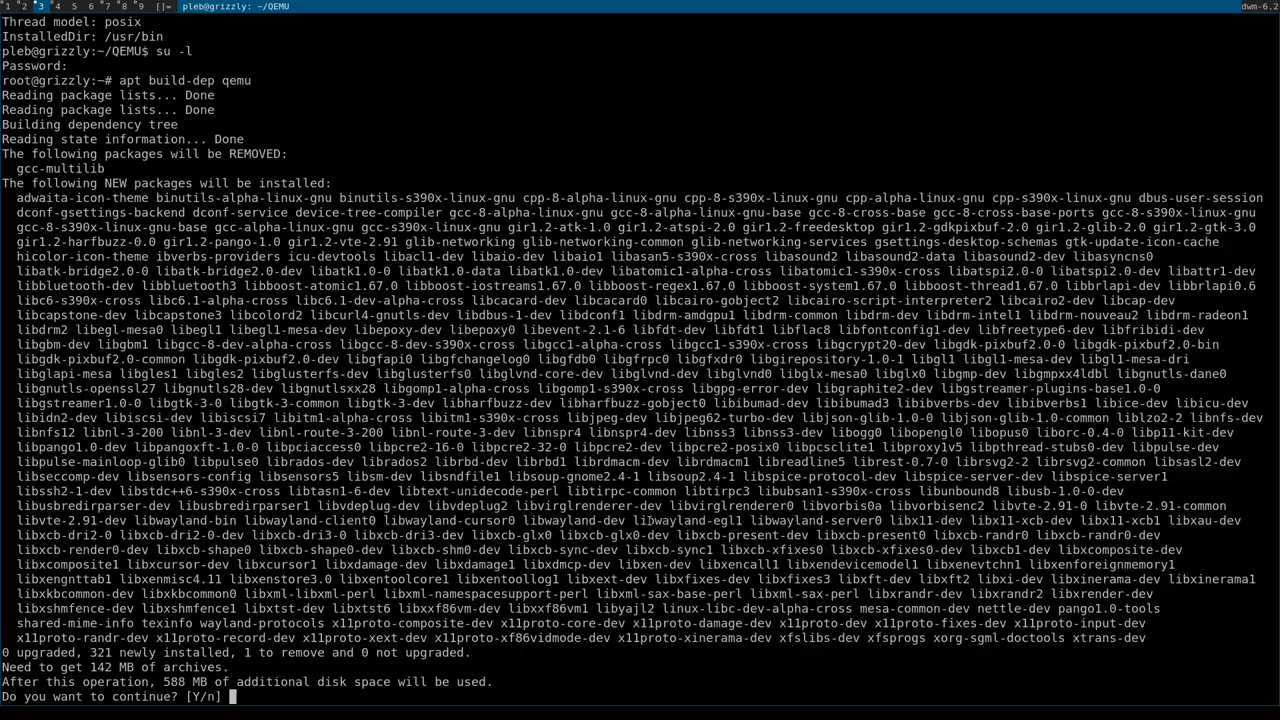 1 2 3 4 5 6 7 8 9 []= pleb@grizzly: ~/QEMU dwm-6.2
Thread model: posix
InstalledDir: /usr/bin
pleb@grizzly:~/QEMU$ su -l
Password:
root@grizzly:~# apt build-dep qemu
Reading package lists... Done
Reading package lists... Done
Building dependency tree
Reading state information... Done
The following packages will be REMOVED:
  gcc-multilib
The following NEW packages will be installed:
  adwaita-icon-theme binutils-alpha-linux-gnu binutils-s390x-linux-gnu cpp-8-alpha-linux-gnu cpp-8-s390x-linux-gnu cpp-alpha-linux-gnu cpp-s390x-linux-gnu dbus-user-session
  dconf-gsettings-backend dconf-service device-tree-compiler gcc-8-alpha-linux-gnu gcc-8-alpha-linux-gnu-base gcc-8-cross-base gcc-8-cross-base-ports gcc-8-s390x-linux-gnu
  gcc-8-s390x-linux-gnu-base gcc-alpha-linux-gnu gcc-s390x-linux-gnu gir1.2-atk-1.0 gir1.2-atspi-2.0 gir1.2-freedesktop gir1.2-gdkpixbuf-2.0 gir1.2-glib-2.0 gir1.2-gtk-3.0
  gir1.2-harfbuzz-0.0 gir1.2-pango-1.0 gir1.2-vte-2.91 glib-networking glib-networking-common glib-networking-services gsettings-desktop-schemas gtk-update-icon-cache
  hicolor-icon-theme ibverbs-providers icu-devtools libacl1-dev libaio-dev libaio1 libasan5-s390x-cross libasound2 libasound2-data libasound2-dev libasyncns0
  libatk-bridge2.0-0 libatk-bridge2.0-dev libatk1.0-0 libatk1.0-data libatk1.0-dev libatomic1-alpha-cross libatomic1-s390x-cross libatspi2.0-0 libatspi2.0-dev libattr1-dev
  libbluetooth-dev libbluetooth3 libboost-atomic1.67.0 libboost-iostreams1.67.0 libboost-regex1.67.0 libboost-system1.67.0 libboost-thread1.67.0 libbrlapi-dev libbrlapi0.6
  libc6-s390x-cross libc6.1-alpha-cross libc6.1-dev-alpha-cross libcacard-dev libcacard0 libcairo-gobject2 libcairo-script-interpreter2 libcairo2-dev libcap-dev
  libcapstone-dev libcapstone3 libcolord2 libcurl4-gnutls-dev libdbus-1-dev libdconf1 libdrm-amdgpu1 libdrm-common libdrm-dev libdrm-intel1 libdrm-nouveau2 libdrm-radeon1
  libdrm2 libegl-mesa0 libegl1 libegl1-mesa-dev libepoxy-dev libepoxy0 libevent-2.1-6 libfdt-dev libfdt1 libflac8 libfontconfig1-dev libfreetype6-dev libfribidi-dev
  libgbm-dev libgbm1 libgcc-8-dev-alpha-cross libgcc-8-dev-s390x-cross libgcc1-alpha-cross libgcc1-s390x-cross libgcrypt20-dev libgdk-pixbuf2.0-0 libgdk-pixbuf2.0-bin
  libgdk-pixbuf2.0-common libgdk-pixbuf2.0-dev libgfapi0 libgfchangelog0 libgfdb0 libgfrpc0 libgfxdr0 libgirepository-1.0-1 libgl1 libgl1-mesa-dev libgl1-mesa-dri
  libglapi-mesa libgles1 libgles2 libglusterfs-dev libglusterfs0 libglvnd-core-dev libglvnd-dev libglvnd0 libglx-mesa0 libglx0 libgmp-dev libgmpxx4ldbl libgnutls-dane0
  libgnutls-openssl27 libgnutls28-dev libgnutlsxx28 libgomp1-alpha-cross libgomp1-s390x-cross libgpg-error-dev libgraphite2-dev libgstreamer-plugins-base1.0-0
  libgstreamer1.0-0 libgtk-3-0 libgtk-3-common libgtk-3-dev libharfbuzz-dev libharfbuzz-gobject0 libibumad-dev libibumad3 libibverbs-dev libibverbs1 libice-dev libicu-dev
  libidn2-dev libiscsi-dev libiscsi7 libitm1-alpha-cross libitm1-s390x-cross libjpeg-dev libjpeg62-turbo-dev libjson-glib-1.0-0 libjson-glib-1.0-common liblzo2-2 libnfs-dev
  libnfs12 libnl-3-200 libnl-3-dev libnl-route-3-200 libnl-route-3-dev libnspr4 libnspr4-dev libnss3 libnss3-dev libogg0 libopengl0 libopus0 liborc-0.4-0 libp11-kit-dev
  libpango1.0-dev libpangoxft-1.0-0 libpciaccess0 libpcre2-16-0 libpcre2-32-0 libpcre2-dev libpcre2-posix0 libpcsclite1 libproxy1v5 libpthread-stubs0-dev libpulse-dev
  libpulse-mainloop-glib0 libpulse0 librados-dev librados2 librbd-dev librbd1 librdmacm-dev librdmacm1 libreadline5 librest-0.7-0 librsvg2-2 librsvg2-common libsasl2-dev
  libseccomp-dev libsensors-config libsensors5 libsm-dev libsndfile1 libsoup-gnome2.4-1 libsoup2.4-1 libspice-protocol-dev libspice-server-dev libspice-server1
  libssh2-1-dev libstdc++6-s390x-cross libtasn1-6-dev libtext-unidecode-perl libtirpc-common libtirpc3 libubsan1-s390x-cross libunbound8 libusb-1.0-0-dev
  libusbredirparser-dev libusbredirparser1 libvdeplug-dev libvdeplug2 libvirglrenderer-dev libvirglrenderer0 libvorbis0a libvorbisenc2 libvte-2.91-0 libvte-2.91-common
  libvte-2.91-dev libwayland-bin libwayland-client0 libwayland-cursor0 libwayland-dev libwayland-egl1 libwayland-server0 libx11-dev libx11-xcb-dev libx11-xcb1 libxau-dev
  libxcb-dri2-0 libxcb-dri2-0-dev libxcb-dri3-0 libxcb-dri3-dev libxcb-glx0 libxcb-glx0-dev libxcb-present-dev libxcb-present0 libxcb-randr0 libxcb-randr0-dev
  libxcb-render0-dev libxcb-shape0 libxcb-shape0-dev libxcb-shm0-dev libxcb-sync-dev libxcb-sync1 libxcb-xfixes0 libxcb-xfixes0-dev libxcb1-dev libxcomposite-dev
  libxcomposite1 libxcursor-dev libxcursor1 libxdamage-dev libxdamage1 libxdmcp-dev libxen-dev libxencall1 libxendevicemodel1 libxenevtchn1 libxenforeignmemory1
  libxengnttab1 libxenmisc4.11 libxenstore3.0 libxentoolcore1 libxentoollog1 libxext-dev libxfixes-dev libxfixes3 libxft-dev libxft2 libxi-dev libxinerama-dev libxinerama1
  libxkbcommon-dev libxkbcommon0 libxml-libxml-perl libxml-namespacesupport-perl libxml-sax-base-perl libxml-sax-perl libxrandr-dev libxrandr2 libxrender-dev
  libxshmfence-dev libxshmfence1 libxtst-dev libxtst6 libxxf86vm-dev libxxf86vm1 libyajl2 linux-libc-dev-alpha-cross mesa-common-dev nettle-dev pango1.0-tools
  shared-mime-info texinfo wayland-protocols x11proto-composite-dev x11proto-core-dev x11proto-damage-dev x11proto-dev x11proto-fixes-dev x11proto-input-dev
  x11proto-randr-dev x11proto-record-dev x11proto-xext-dev x11proto-xf86vidmode-dev x11proto-xinerama-dev xfslibs-dev xfsprogs xorg-sgml-doctools xtrans-dev
0 upgraded, 321 newly installed, 1 to remove and 0 not upgraded.
Need to get 142 MB of archives.
After this operation, 588 MB of additional disk space will be used.
Do you want to continue? [Y/n]